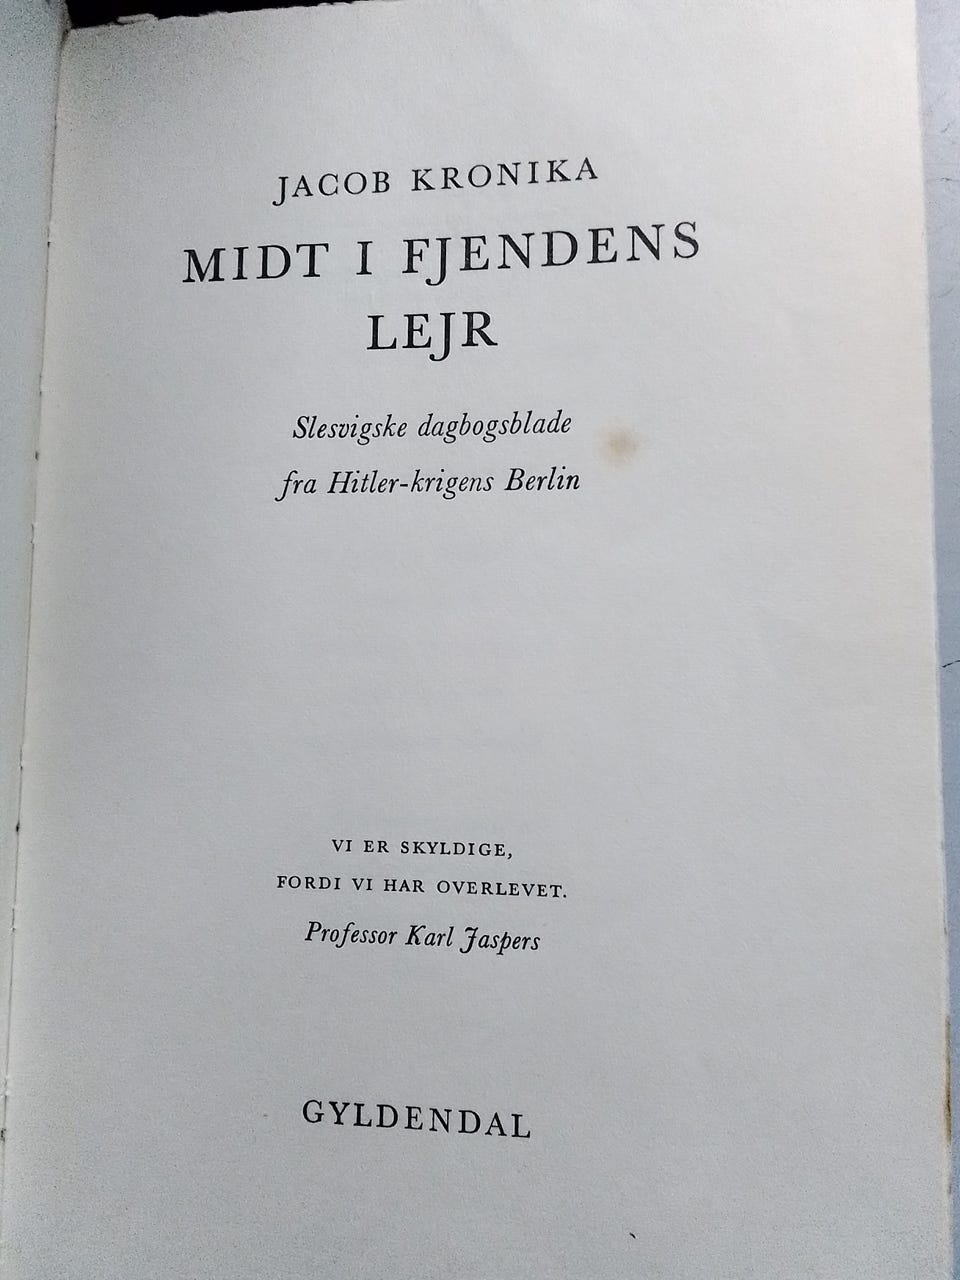 JACOB KRONIKA
MIDT I FJENDENS
LEJR
Slesvigske dagbogsblade
fra Hitler-krigens Berlin
VI ER SKYLDIGE,
FORDI VI HAR OVERLEVET.
Professor Karl Jaspers
GYLDENDAL